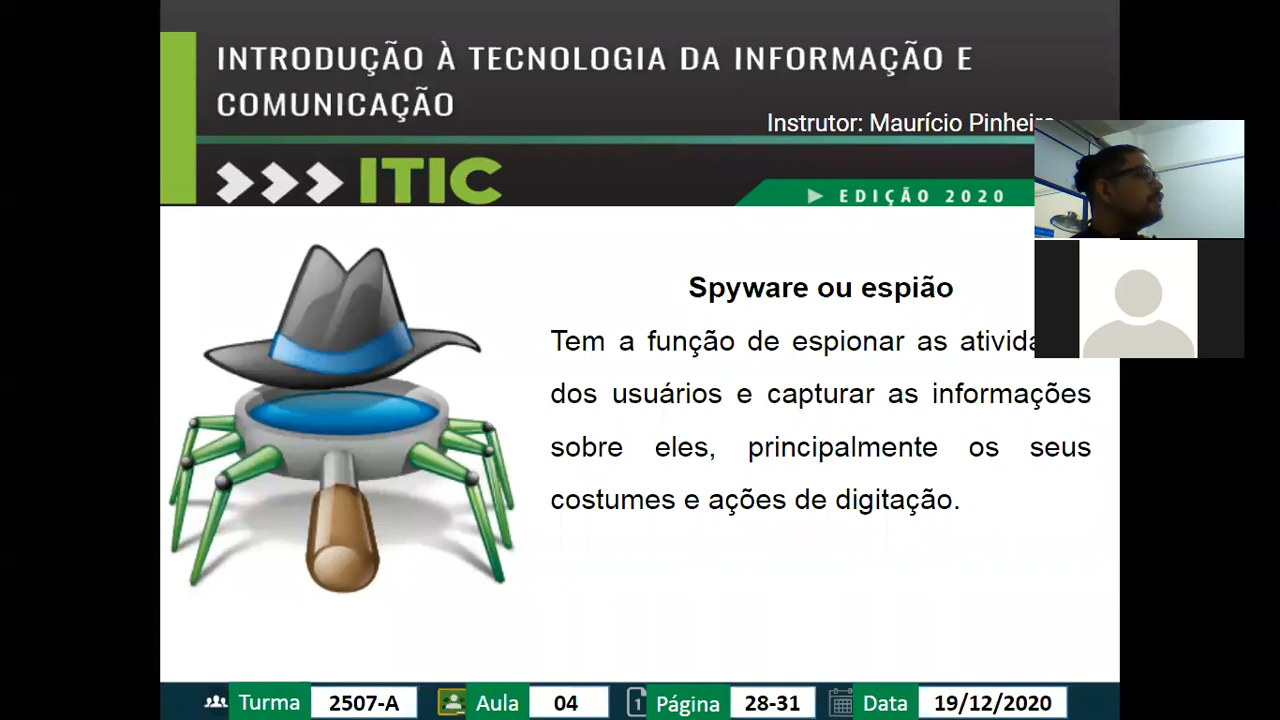 INTRODUÇÃO À TECNOLOGIA DA INFORMAÇÃO E
COMUNICAÇÃO
Instrutor: Maurício
ITIC
EDIÇÃO 2020
Spyware ou espião
Tem a função de espionar as
dos usuários e capturar as informações
sobre eles, principalmente os seus
costumes e ações de digitação.
Turma 2507-A Aula 04 1 Página 28-31 Data 19/12/2020